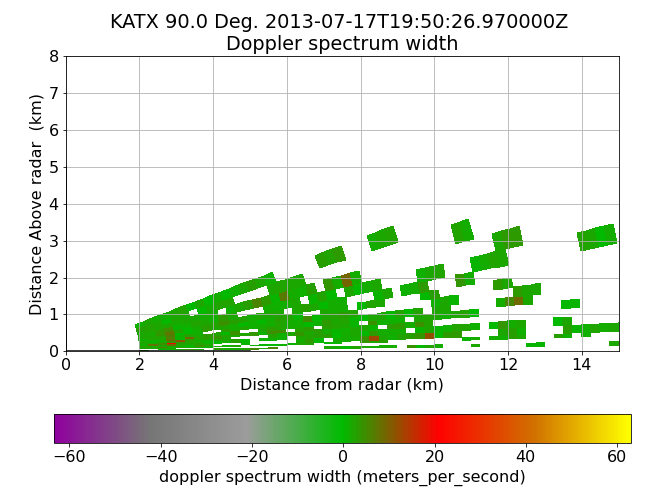 KATX 90.0 Deg. 2013-07-17T19:50:26.970000Z
Doppler spectrum width
8
7
6
5
4
3
2
1
0
Distance Above radar (km)
0 2 4 6 8 10 12 14
Distance from radar (km)
−60 −40 −20 0 20 40 60
doppler spectrum width (meters_per_second)